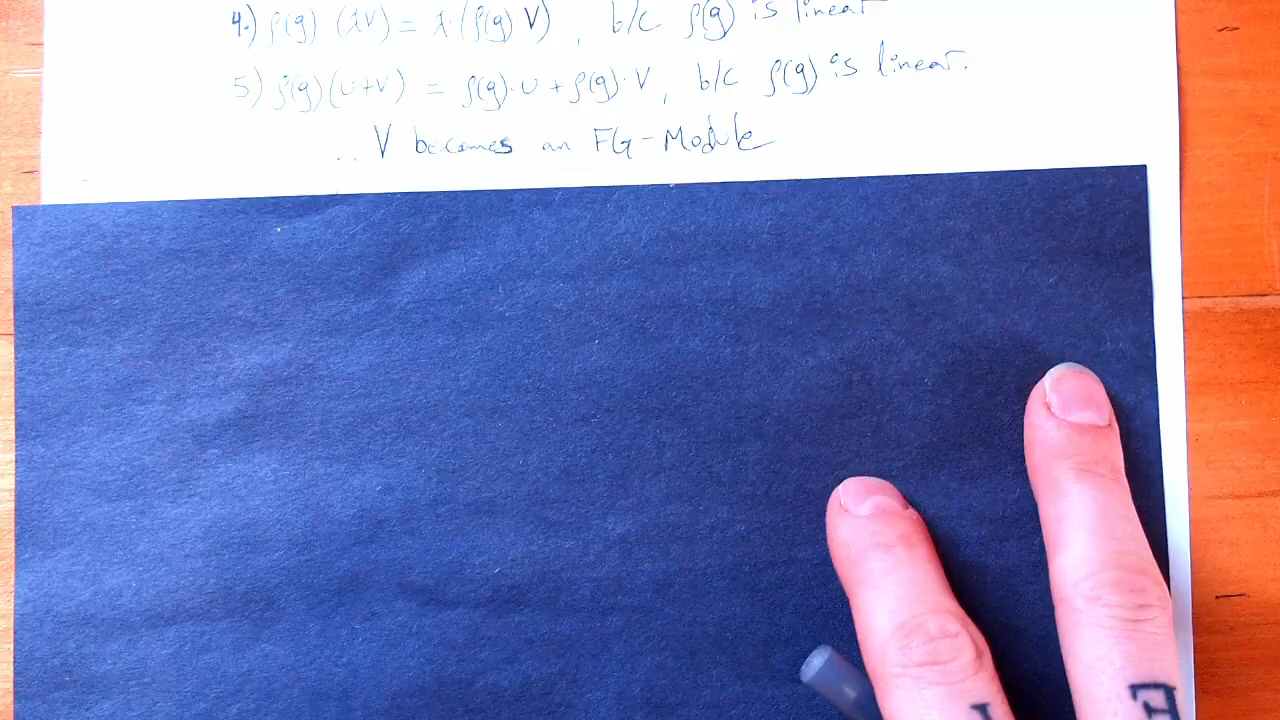 4.) ρ(g) (λV) = λ·(ρ(g)·V) , b/c ρ(g) is linear
5) ρ(g)(u+V) = ρ(g)·u + ρ(g)·V , b/c ρ(g) is linear.
∴ V becomes an FG-Module
E